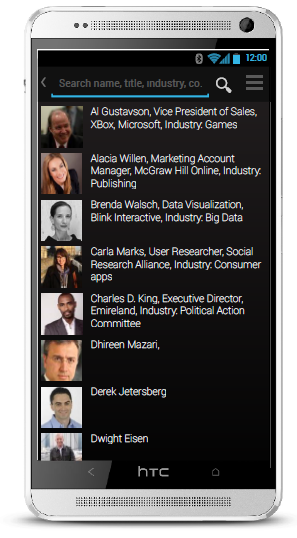 12:00
Search name, title, industry, co.
Al Gustavson, Vice President of Sales,
XBox, Microsoft, Industry: Games
Alacia Willen, Marketing Account
Manager, McGraw Hill Online, Industry:
Publishing
Brenda Walsch, Data Visualization,
Blink Interactive, Industry: Big Data
Carla Marks, User Researcher, Social
Research Alliance, Industry: Consumer
apps
Charles D. King, Executive Director,
Emireland, Industry: Political Action
Committee
Dhireen Mazari,
Derek Jetersberg
Dwight Eisen
hTC